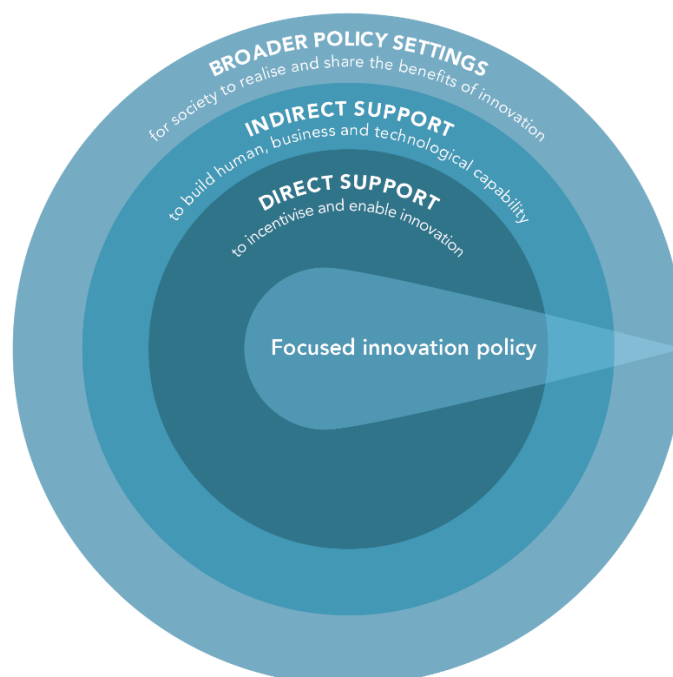 BROADER POLICY SETTINGS
for society to realise and share the benefits of innovation
INDIRECT SUPPORT
to build human, business and technological capability
DIRECT SUPPORT
to incentivise and enable innovation
Focused innovation policy